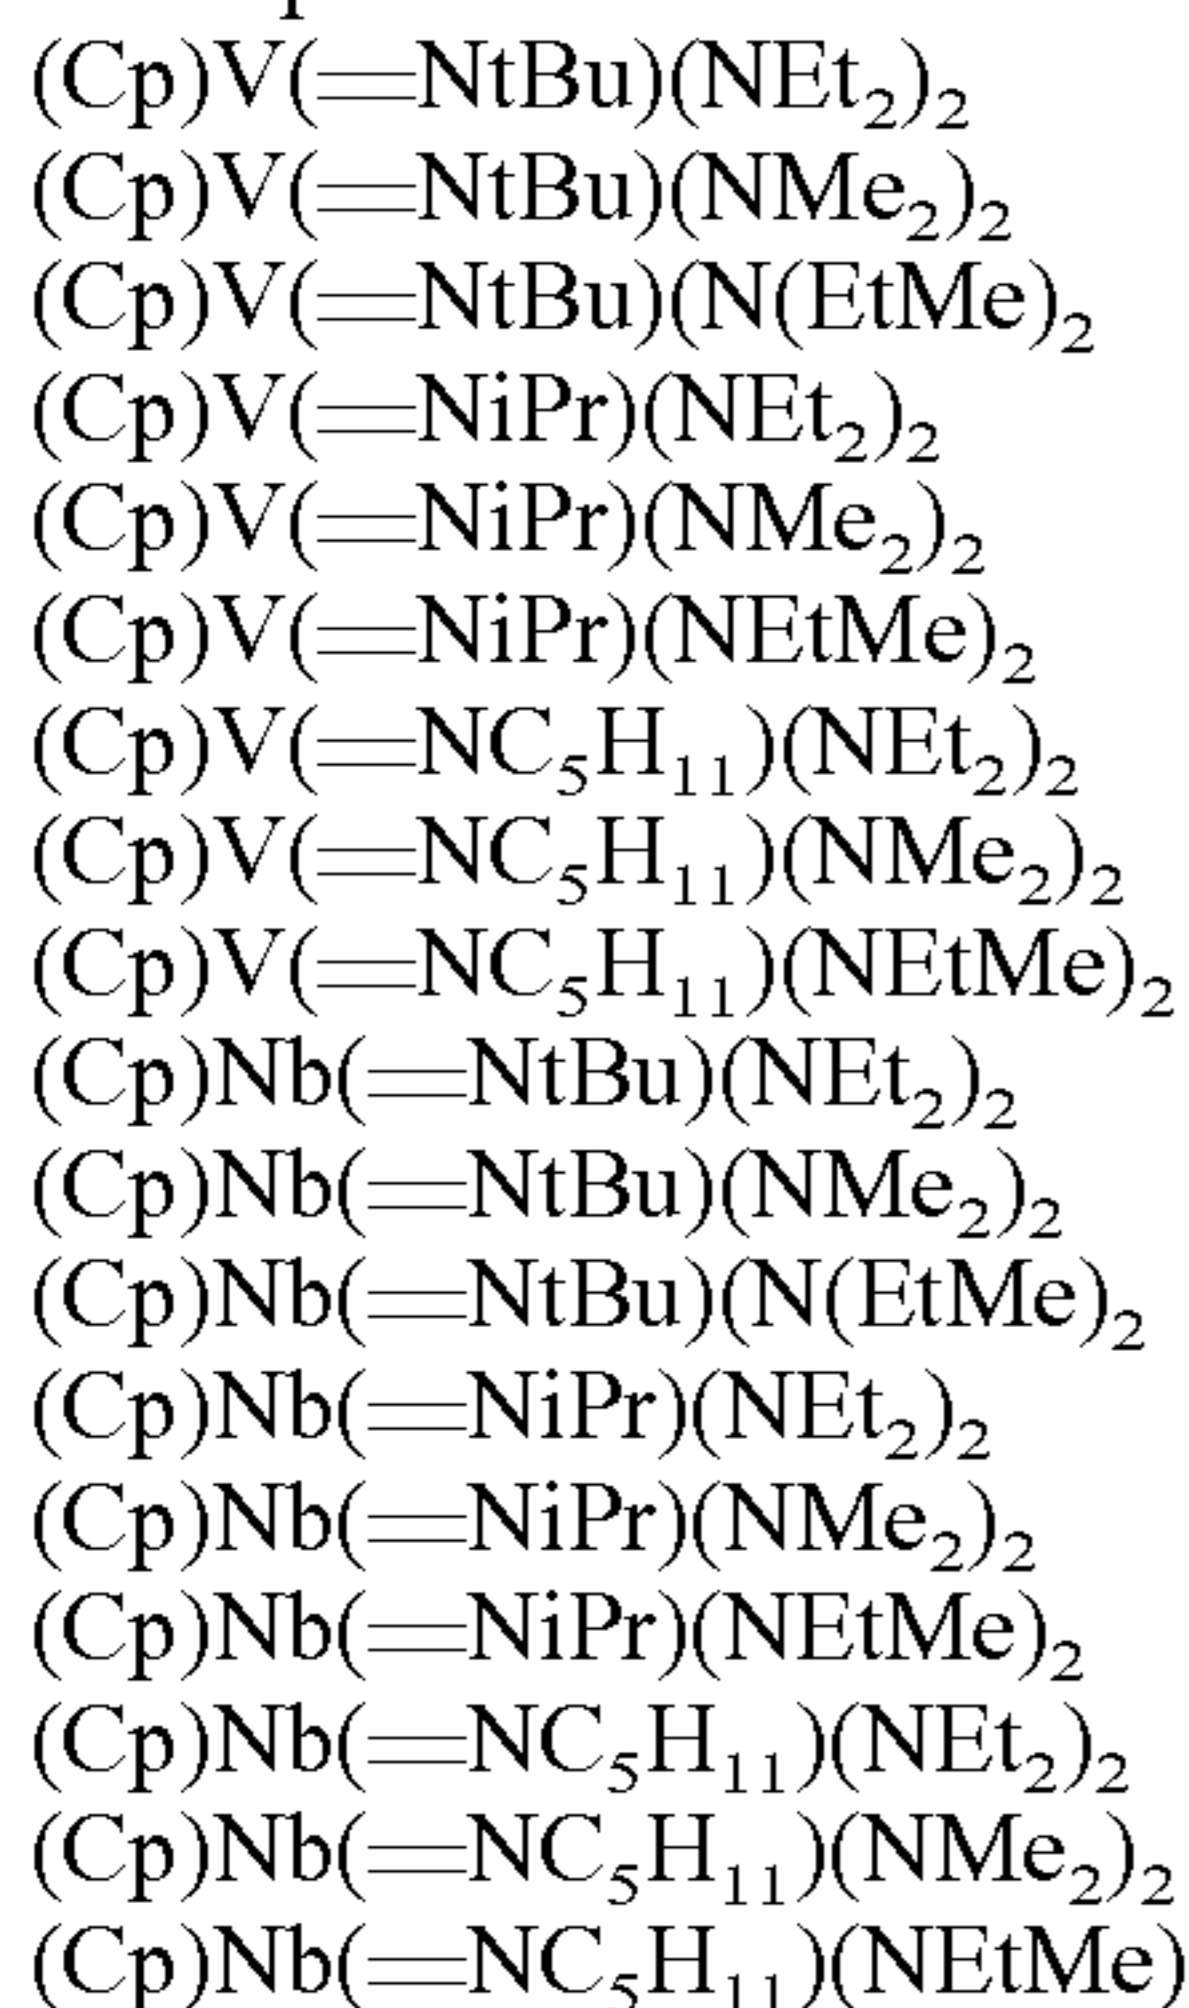 (Cp)V(=NtBu)(NEt₂)₂
(Cp)V(=NtBu)(NMe₂)₂
(Cp)V(=NtBu)(N(EtMe)₂
(Cp)V(=NiPr)(NEt₂)₂
(Cp)V(=NiPr)(NMe₂)₂
(Cp)V(=NiPr)(NEtMe)₂
(Cp)V(=NC₅H₁₁)(NEt₂)₂
(Cp)V(=NC₅H₁₁)(NMe₂)₂
(Cp)V(=NC₅H₁₁)(NEtMe)₂
(Cp)Nb(=NtBu)(NEt₂)₂
(Cp)Nb(=NtBu)(NMe₂)₂
(Cp)Nb(=NtBu)(N(EtMe)₂
(Cp)Nb(=NiPr)(NEt₂)₂
(Cp)Nb(=NiPr)(NMe₂)₂
(Cp)Nb(=NiPr)(NEtMe)₂
(Cp)Nb(=NC₅H₁₁)(NEt₂)₂
(Cp)Nb(=NC₅H₁₁)(NMe₂)₂
(Cp)Nb(=NC₅H₁₁)(NEtMe)